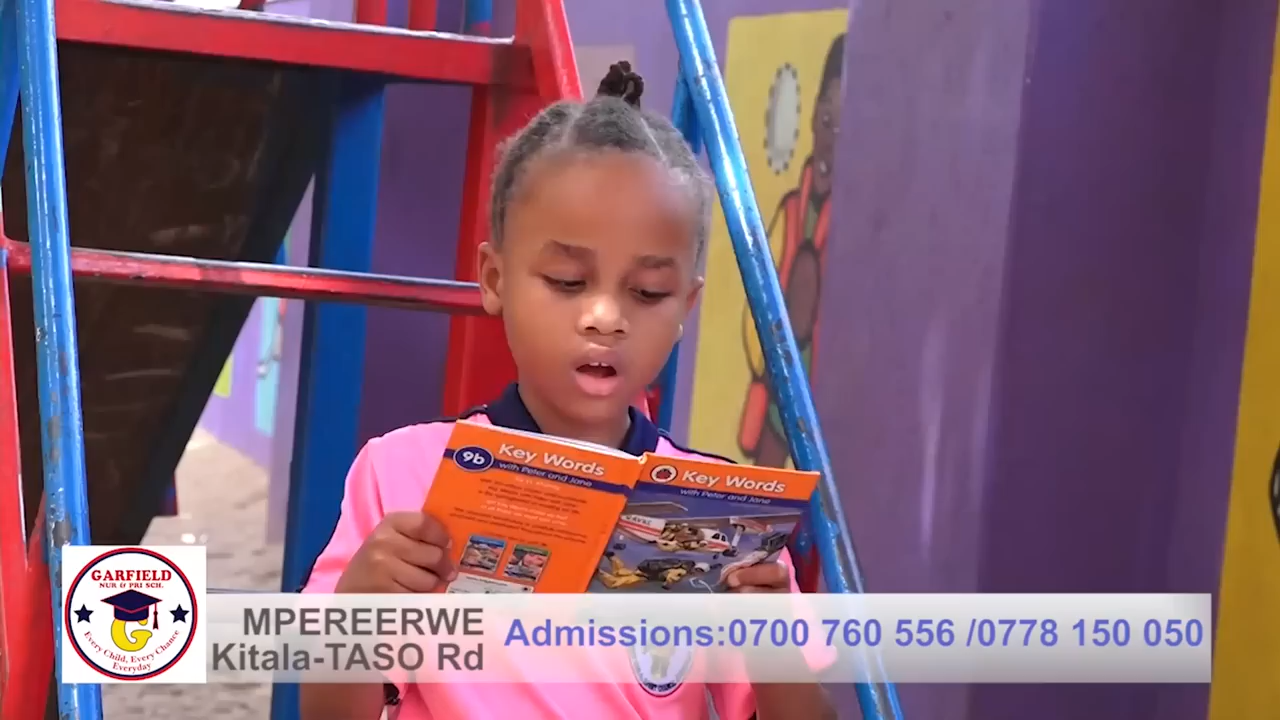 9b
Key Words
with Peter and Jane
Key Words
with Peter and Jane
NAVAL
GARFIELD
NUR & PRI SCH.
G
Every Child, Every Chance
Everyday
MPEREERWE
Kitala-TASO Rd
Admissions:0700 760 556 /0778 150 050